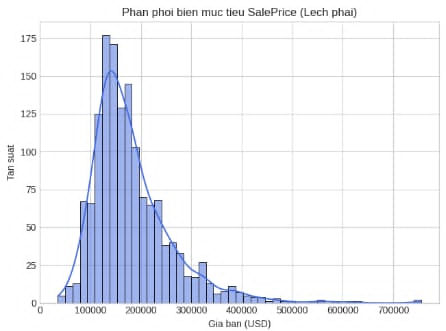 Phan phoi bien muc tieu SalePrice (Lech phai)
175
150
125
100
75
50
25
0
Tan suat
0 100000 200000 300000 400000 500000 600000 700000
Gia ban (USD)